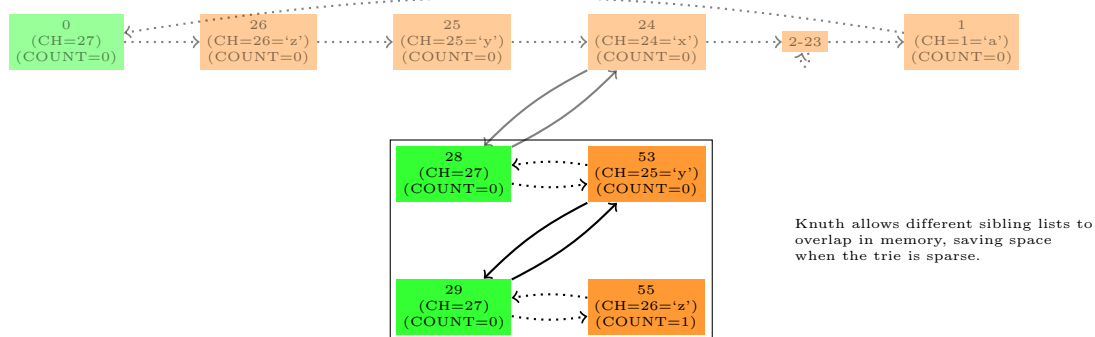 0
(CH=27)
(COUNT=0)
26
(CH=26=‘z’)
(COUNT=0)
25
(CH=25=‘y’)
(COUNT=0)
24
(CH=24=‘x’)
(COUNT=0)
2-23
1
(CH=1=‘a’)
(COUNT=0)
28
(CH=27)
(COUNT=0)
53
(CH=25=‘y’)
(COUNT=0)
Knuth allows different sibling lists to
overlap in memory, saving space
when the trie is sparse.
29
(CH=27)
(COUNT=0)
55
(CH=26=‘z’)
(COUNT=1)